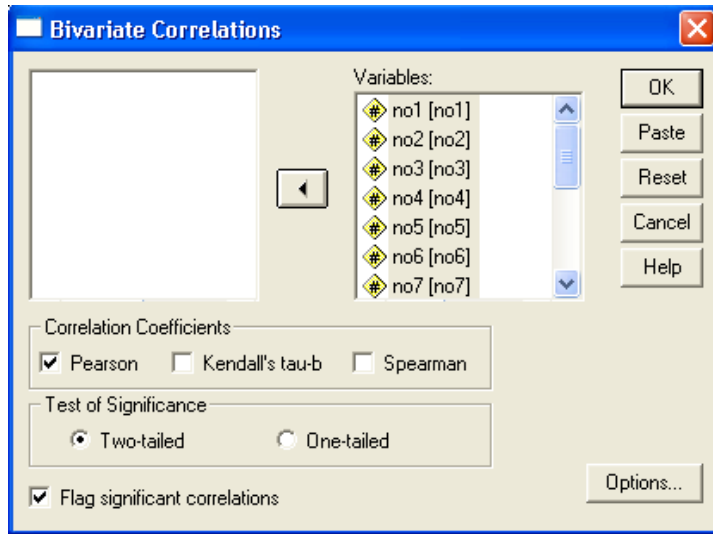 Bivariate Correlations
Variables:
no1 [no1]
no2 [no2]
no3 [no3]
no4 [no4]
no5 [no5]
no6 [no6]
no7 [no7]
OK
Paste
Reset
Cancel
Help
Correlation Coefficients
Pearson Kendall's tau-b Spearman
Test of Significance
Two-tailed One-tailed
Flag significant correlations
Options...